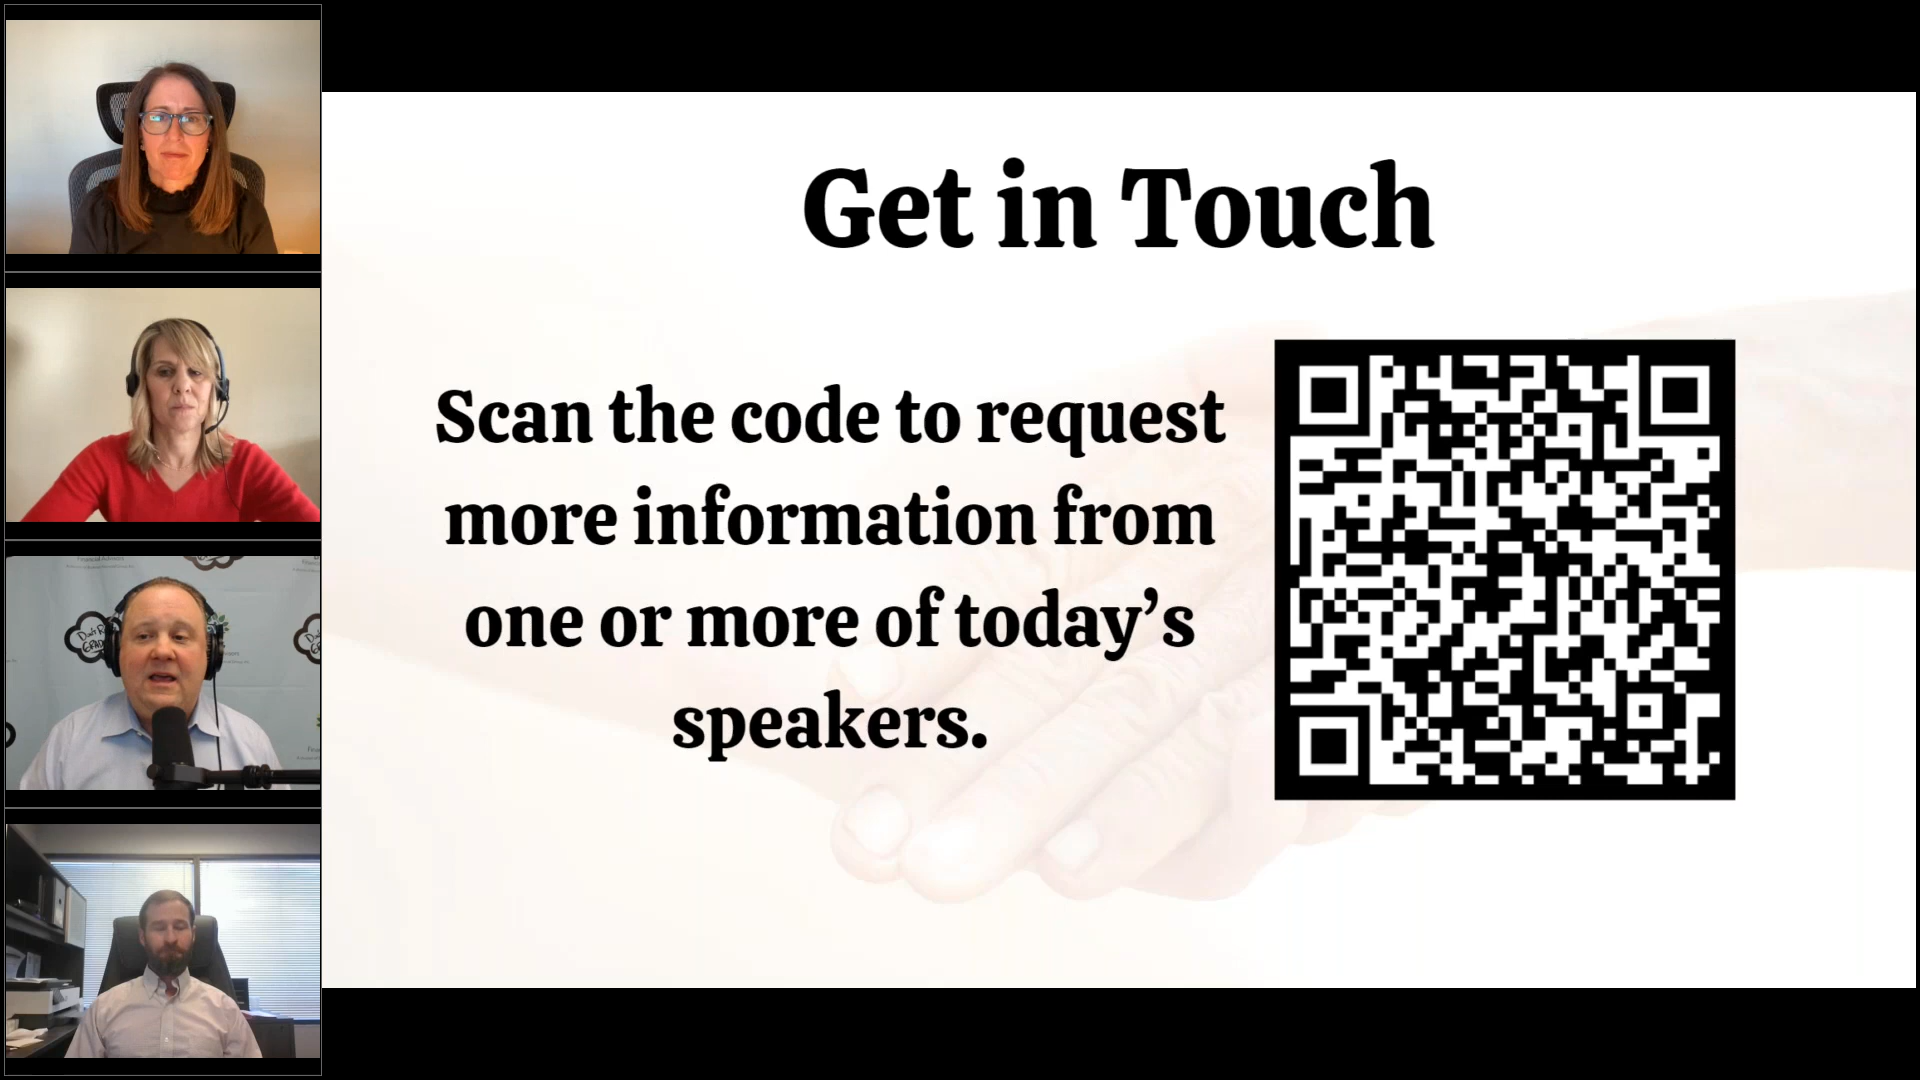 Get in Touch
Scan the code to request
more information from
one or more of today’s
speakers.